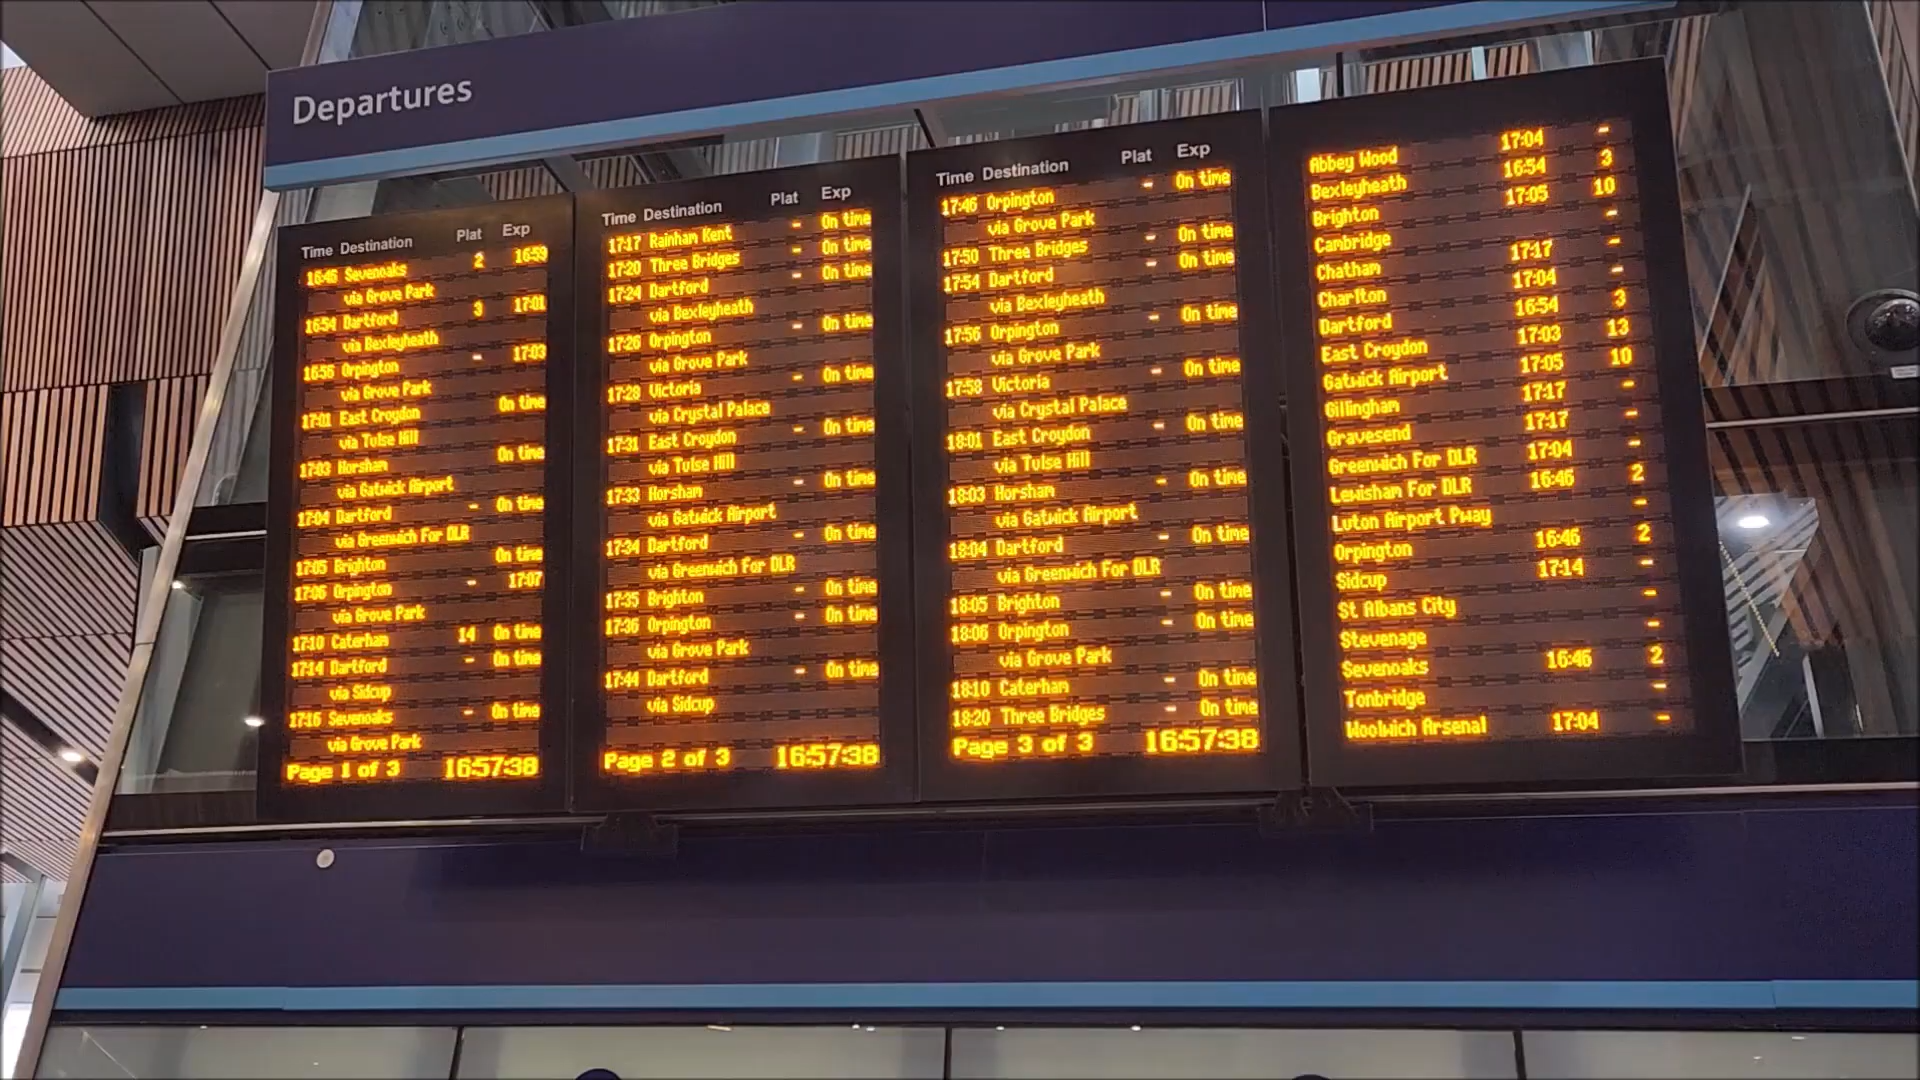 Departures
Time Destination Plat Exp
16:46 Sevenoaks 2 16:59
via Grove Park
16:54 Dartford 3 17:01
via Bexleyheath
16:56 Orpington - 17:03
via Grove Park
17:01 East Croydon On time
via Tulse Hill
17:03 Horsham On time
via Gatwick Airport
17:04 Dartford - On time
via Greenwich For DLR
17:05 Brighton On time
17:06 Orpington - 17:07
via Grove Park
17:10 Caterham 14 On time
17:14 Dartford - On time
via Sidcup
17:16 Sevenoaks - On time
via Grove Park
Page 1 of 3 16:57:38
Time Destination Plat Exp
17:17 Rainham Kent - On time
17:20 Three Bridges - On time
17:24 Dartford - On time
via Bexleyheath
17:26 Orpington - On time
via Grove Park
17:28 Victoria - On time
via Crystal Palace
17:31 East Croydon - On time
via Tulse Hill
17:33 Horsham - On time
via Gatwick Airport
17:34 Dartford - On time
via Greenwich For DLR
17:35 Brighton - On time
17:36 Orpington - On time
via Grove Park
17:44 Dartford - On time
via Sidcup
Page 2 of 3 16:57:38
Time Destination Plat Exp
17:46 Orpington - On time
via Grove Park
17:50 Three Bridges - On time
17:54 Dartford - On time
via Bexleyheath
17:56 Orpington - On time
via Grove Park
17:58 Victoria - On time
via Crystal Palace
18:01 East Croydon - On time
via Tulse Hill
18:03 Horsham - On time
via Gatwick Airport
18:04 Dartford - On time
via Greenwich For DLR
18:05 Brighton - On time
18:06 Orpington - On time
via Grove Park
18:10 Caterham - On time
18:20 Three Bridges - On time
Page 3 of 3 16:57:38
Abbey Wood 17:04 -
Bexleyheath 16:54 3
Brighton 17:05 10
Cambridge -
Chatham 17:17 -
Charlton 17:04 -
Dartford 16:54 3
East Croydon 17:03 13
Gatwick Airport 17:05 10
Gillingham 17:17 -
Gravesend 17:17 -
Greenwich For DLR 17:04 -
Lewisham For DLR 16:46 2
Luton Airport Pway -
Orpington 16:46 2
Sidcup 17:14 -
St Albans City -
Stevenage -
Sevenoaks 16:46 2
Tonbridge -
Woolwich Arsenal 17:04 -